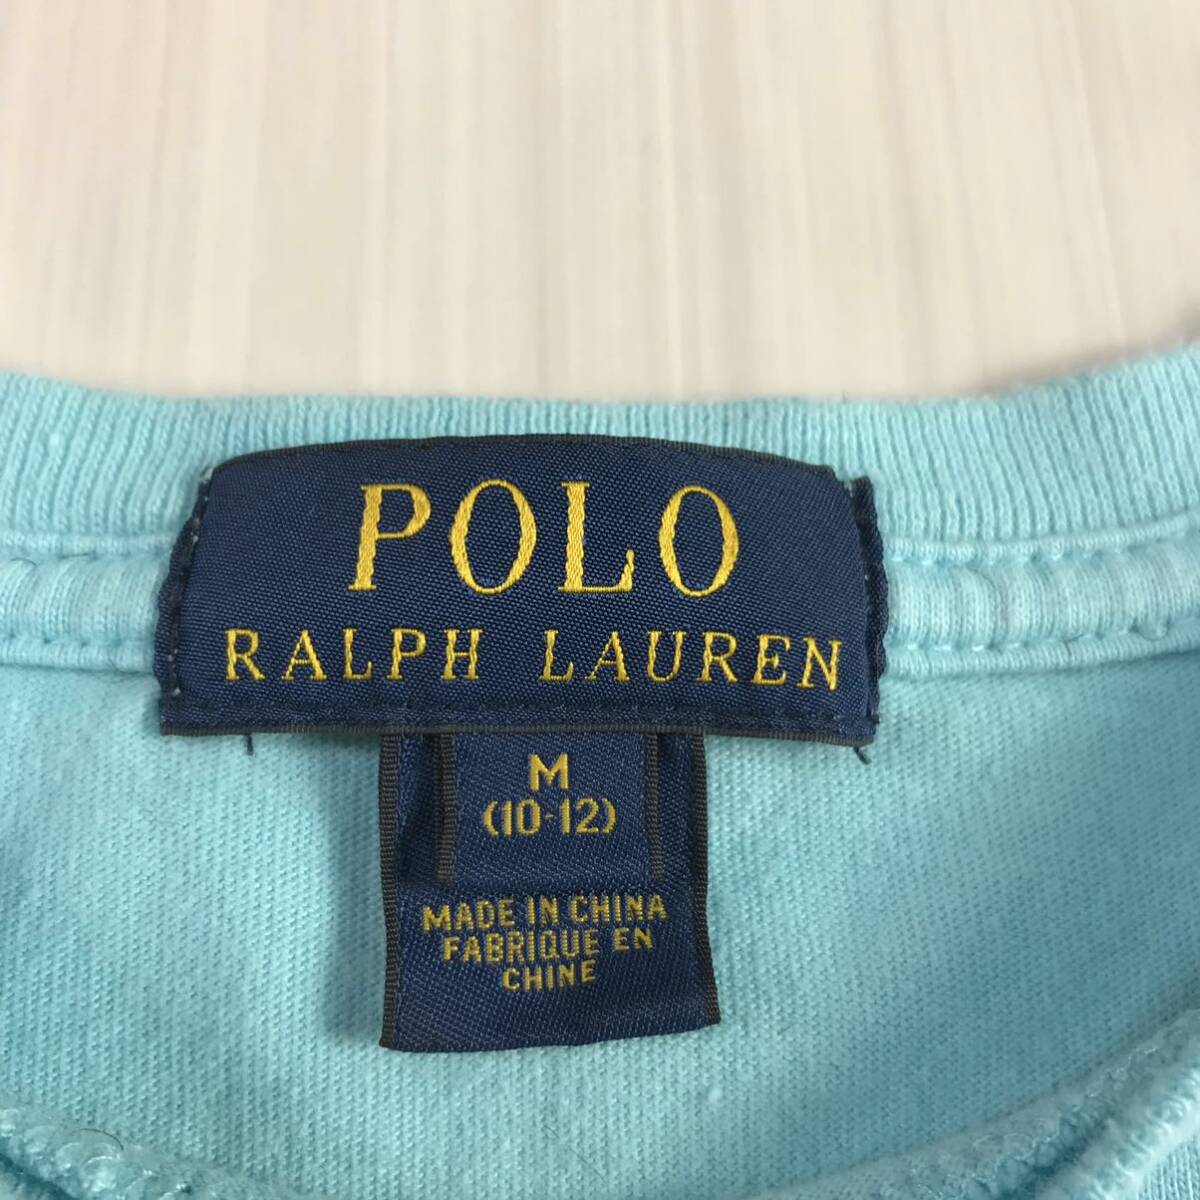 POLO
RALPH LAUREN
M
(10-12)
MADE IN CHINA
FABRIQUE EN
CHINE